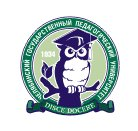 ЧЕЛЯБИНСКИЙ ГОСУДАРСТВЕННЫЙ ПЕДАГОГИЧЕСКИЙ УНИВЕРСИТЕТ
1934
DISCE DOCERE